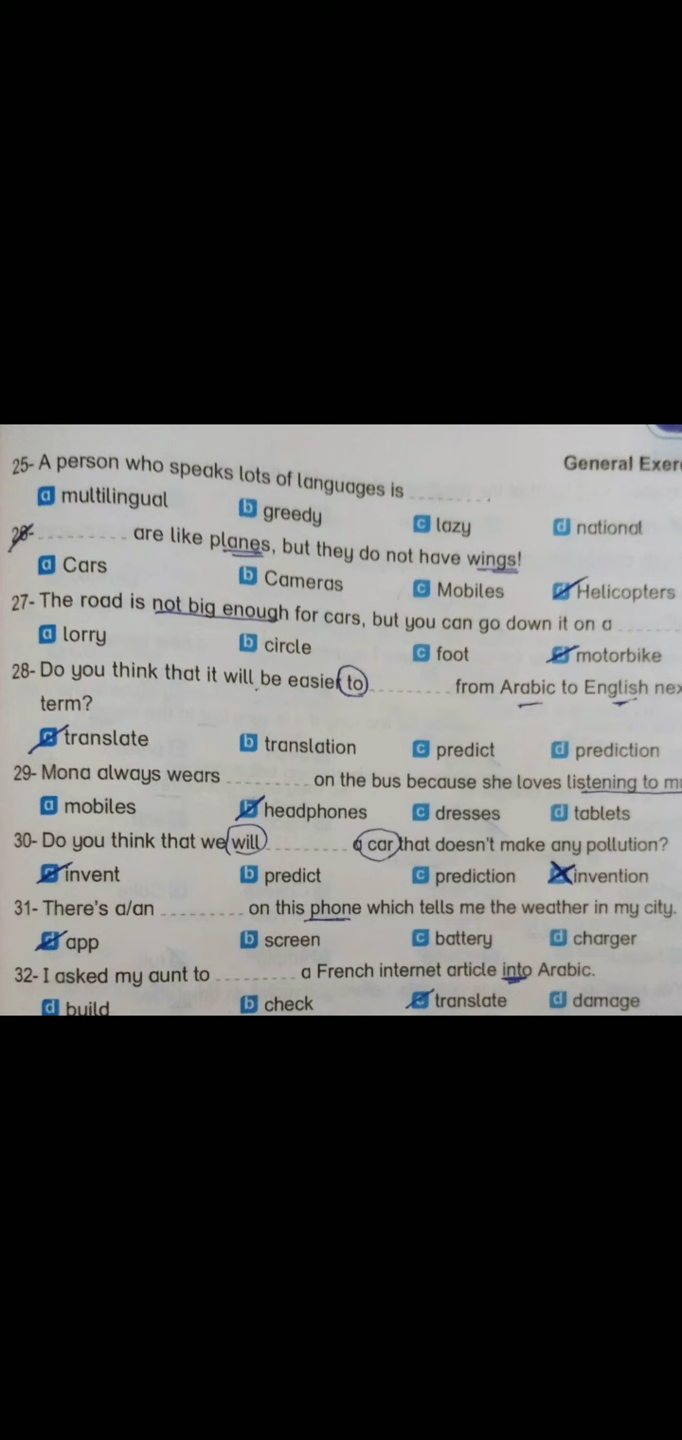 General Exer
25- A person who speaks lots of languages is ........ .
a multilingual b greedy c lazy d national
26- ........ are like planes, but they do not have wings!
a Cars b Cameras c Mobiles d Helicopters
27- The road is not big enough for cars, but you can go down it on a ........
a lorry b circle c foot d motorbike
28- Do you think that it will be easier to ........ from Arabic to English nex
term?
a translate b translation c predict d prediction
29- Mona always wears ........ on the bus because she loves listening to mu
a mobiles b headphones c dresses d tablets
30- Do you think that we will ........ a car that doesn't make any pollution?
a invent b predict c prediction d invention
31- There's a/an ........ on this phone which tells me the weather in my city.
a app b screen c battery d charger
32- I asked my aunt to ........ a French internet article into Arabic.
d build b check c translate d damage